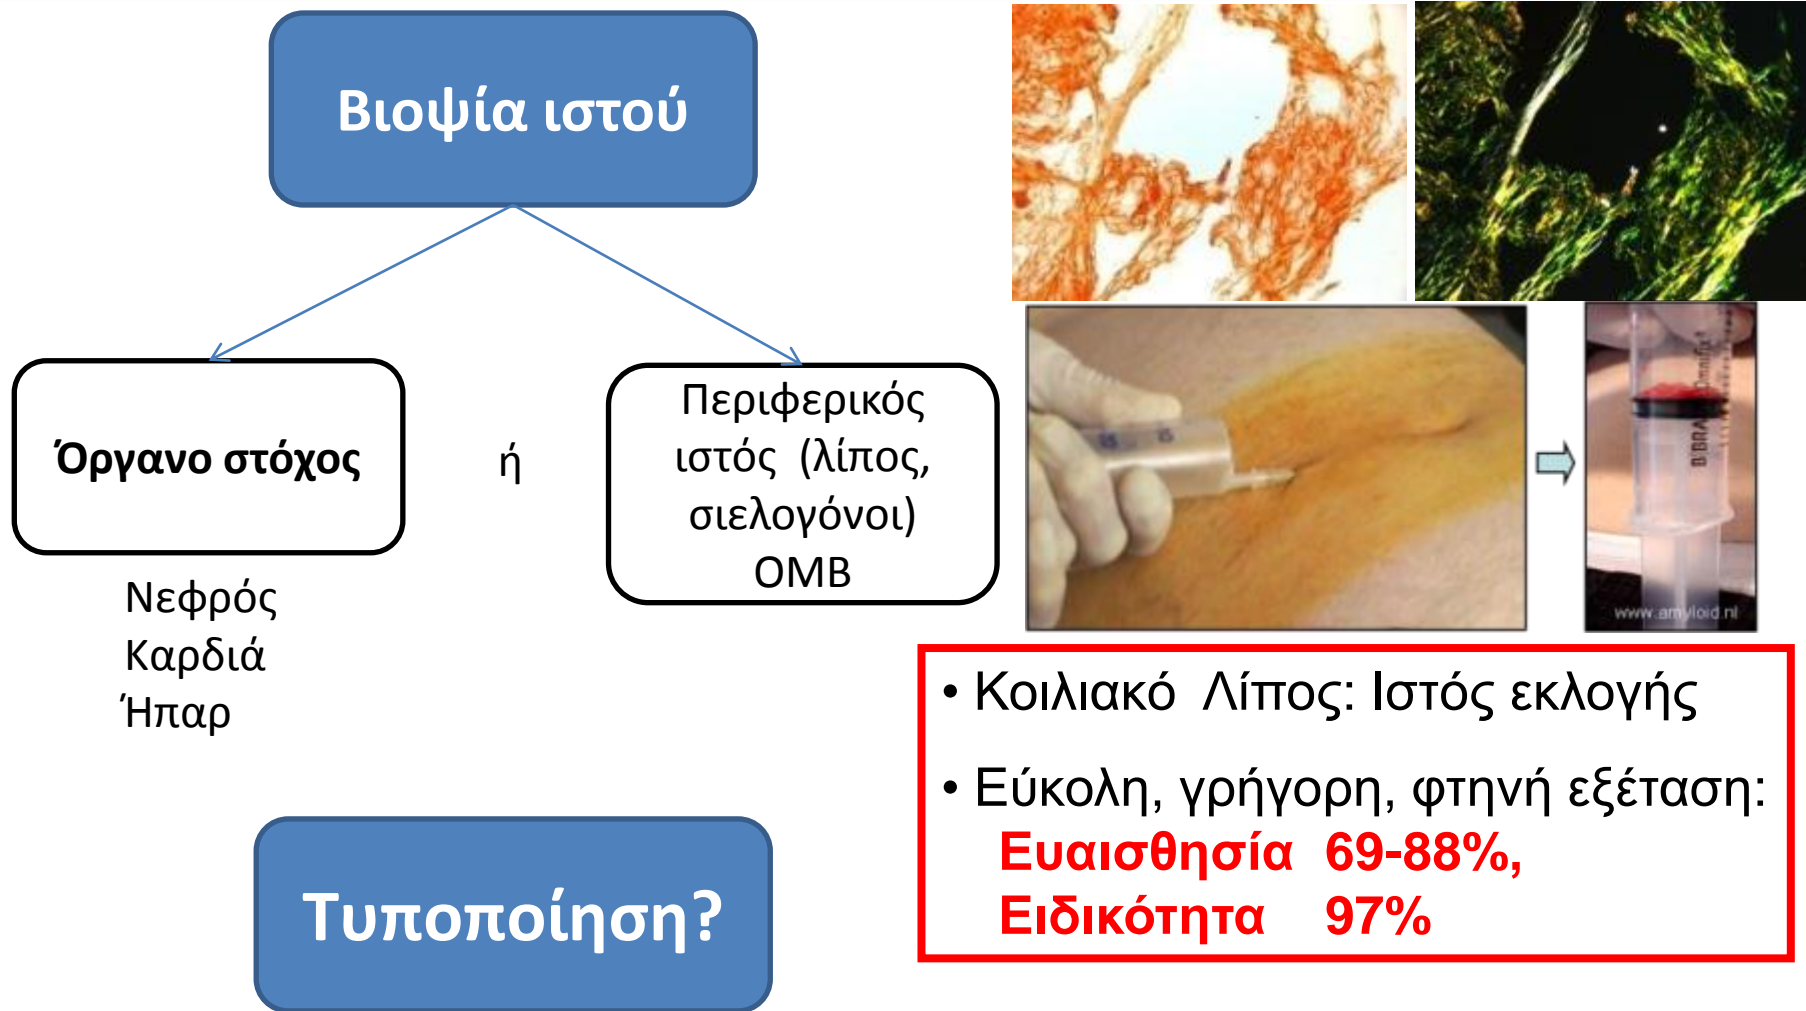 Βιοψία ιστού
Όργανο στόχος
ή
Περιφερικός
ιστός (λίπος,
σιελογόνοι)
ΟΜΒ
Νεφρός
Καρδιά
Ήπαρ
Τυποποίηση?
www.amyloid.nl
• Κοιλιακό Λίπος: Ιστός εκλογής
• Εύκολη, γρήγορη, φτηνή εξέταση:
Ευαισθησία 69-88%,
Ειδικότητα 97%